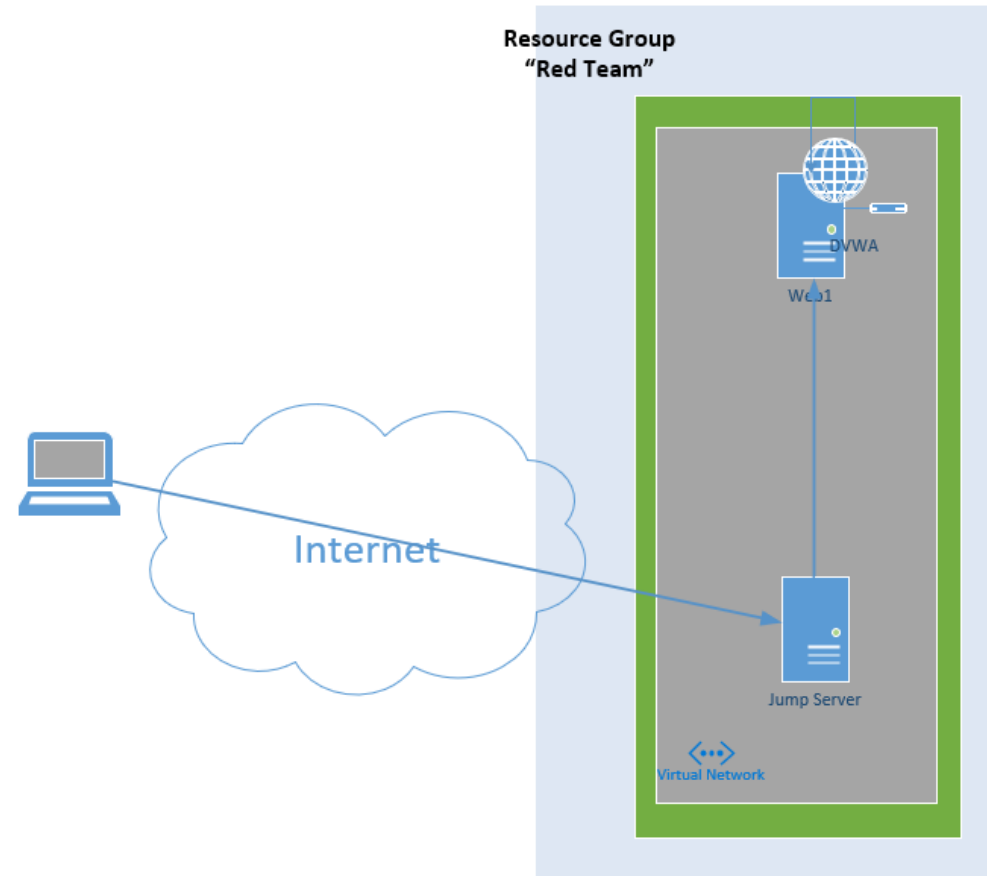 Resource Group
“Red Team”
DVWA
Web1
Internet
Jump Server
Virtual Network